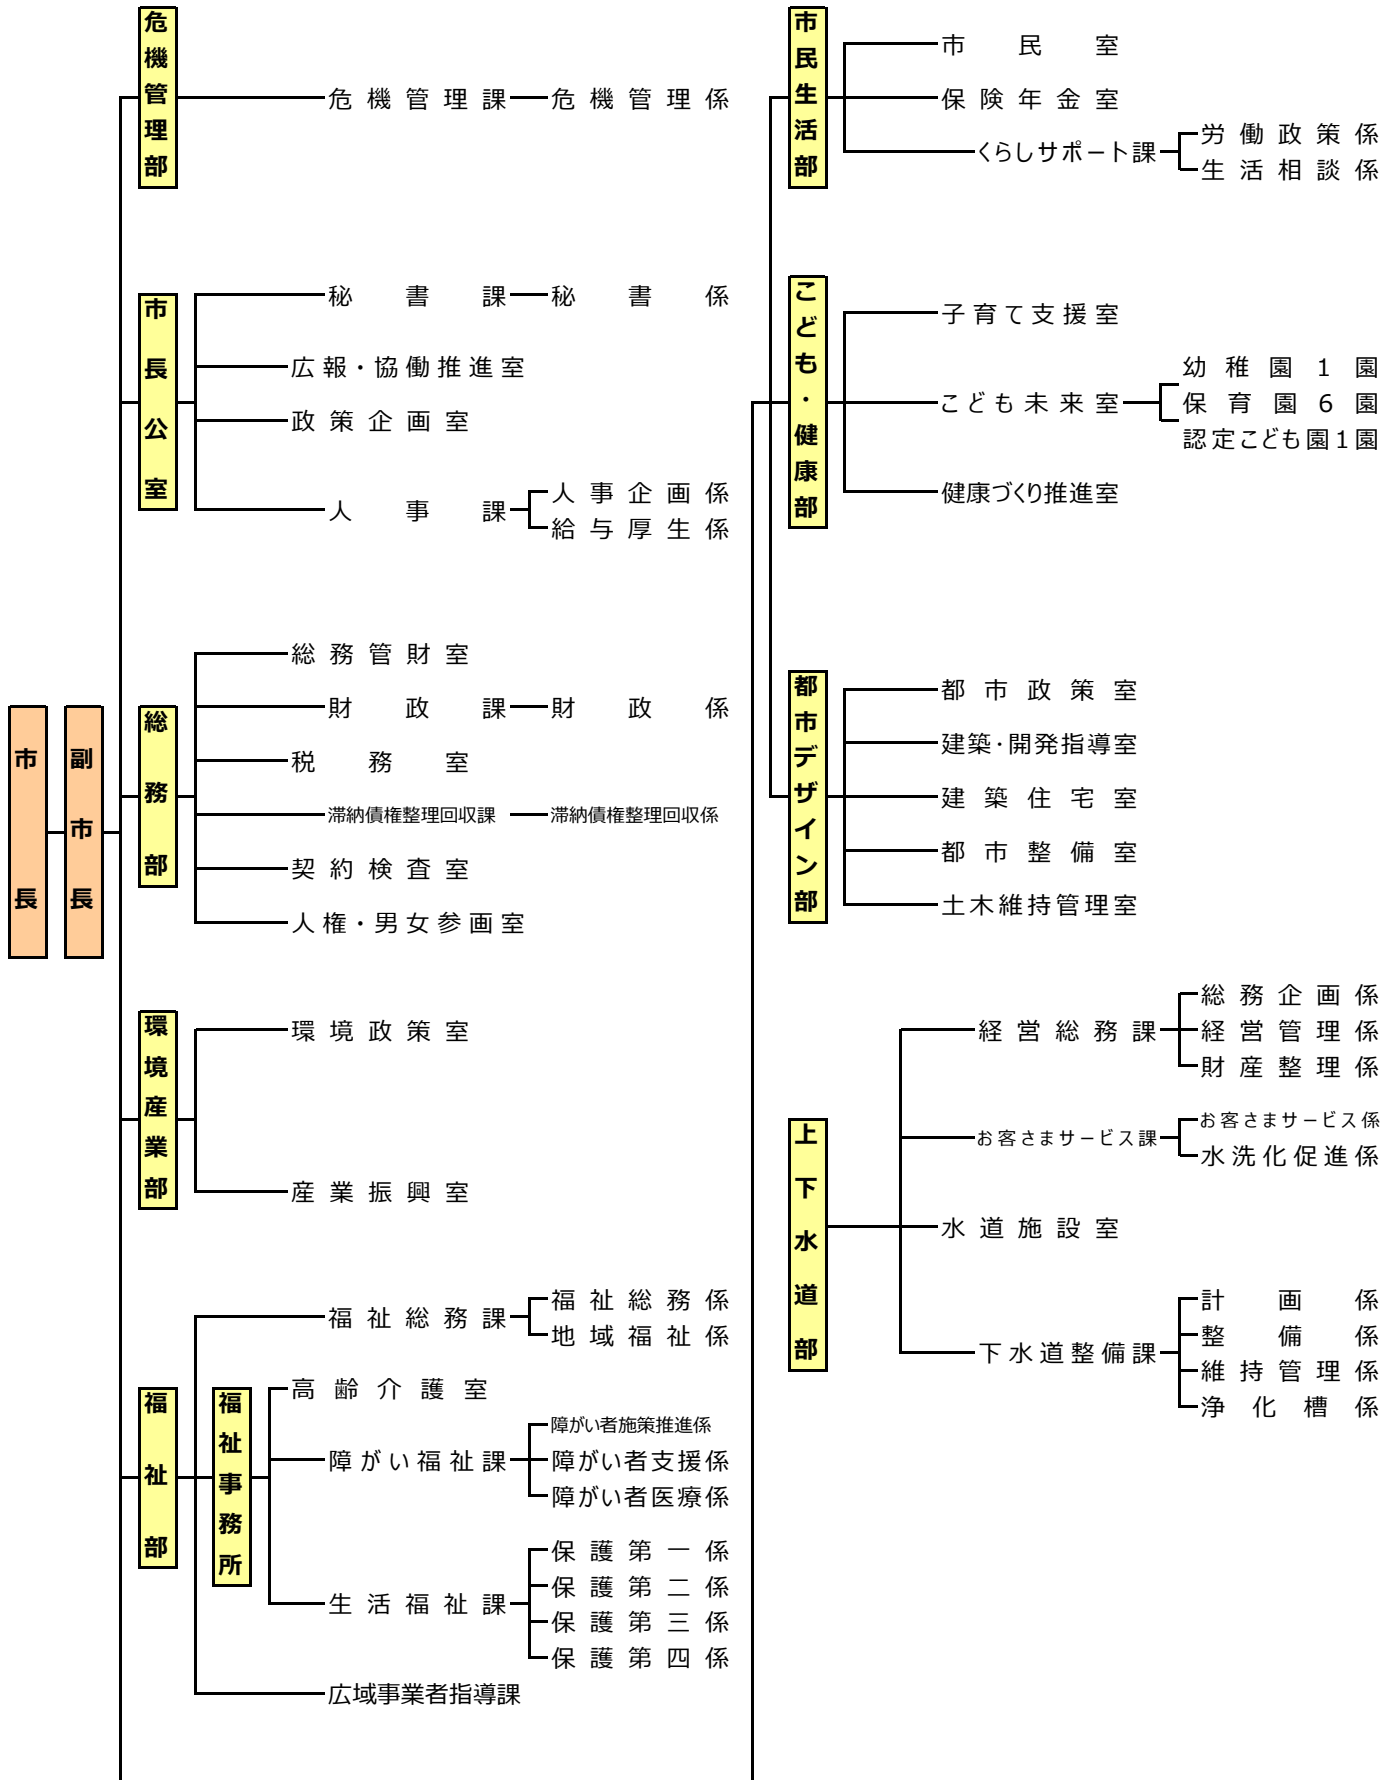 市長
副市長
危機管理部
危機管理課
危機管理係
市長公室
秘書課
秘書係
広報・協働推進室
政策企画室
人事課
人事企画係
給与厚生係
総務部
総務管財室
財政課
財政係
税務室
滞納債権整理回収課
滞納債権整理回収係
契約検査室
人権・男女参画室
環境産業部
環境政策室
産業振興室
福祉部
福祉総務課
福祉総務係
地域福祉係
福祉事務所
高齢介護室
障がい福祉課
障がい者施策推進係
障がい者支援係
障がい者医療係
生活福祉課
保護第一係
保護第二係
保護第三係
保護第四係
広域事業者指導課
市民生活部
市民室
保険年金室
くらしサポート課
労働政策係
生活相談係
こども・健康部
子育て支援室
こども未来室
幼稚園1園
保育園6園
認定こども園1園
健康づくり推進室
都市デザイン部
都市政策室
建築・開発指導室
建築住宅室
都市整備室
土木維持管理室
上下水道部
経営総務課
総務企画係
経営管理係
財産整理係
お客さまサービス課
お客さまサービス係
水洗化促進係
水道施設室
下水道整備課
計画係
整備係
維持管理係
浄化槽係